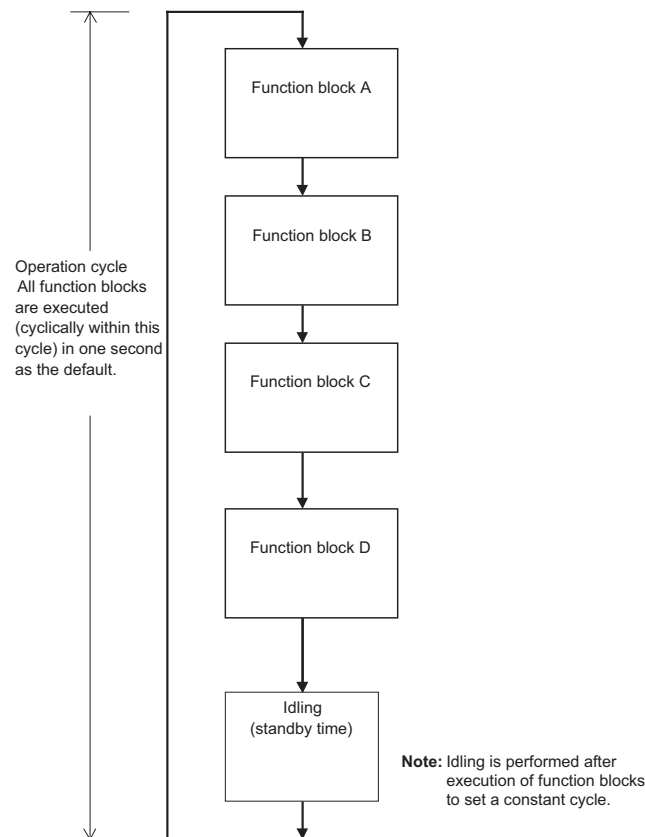 Function block A
Function block B
Operation cycle
All function blocks
are executed
(cyclically within this
cycle) in one second
as the default.
Function block C
Function block D
Idling
(standby time)
Note: Idling is performed after
execution of function blocks
to set a constant cycle.